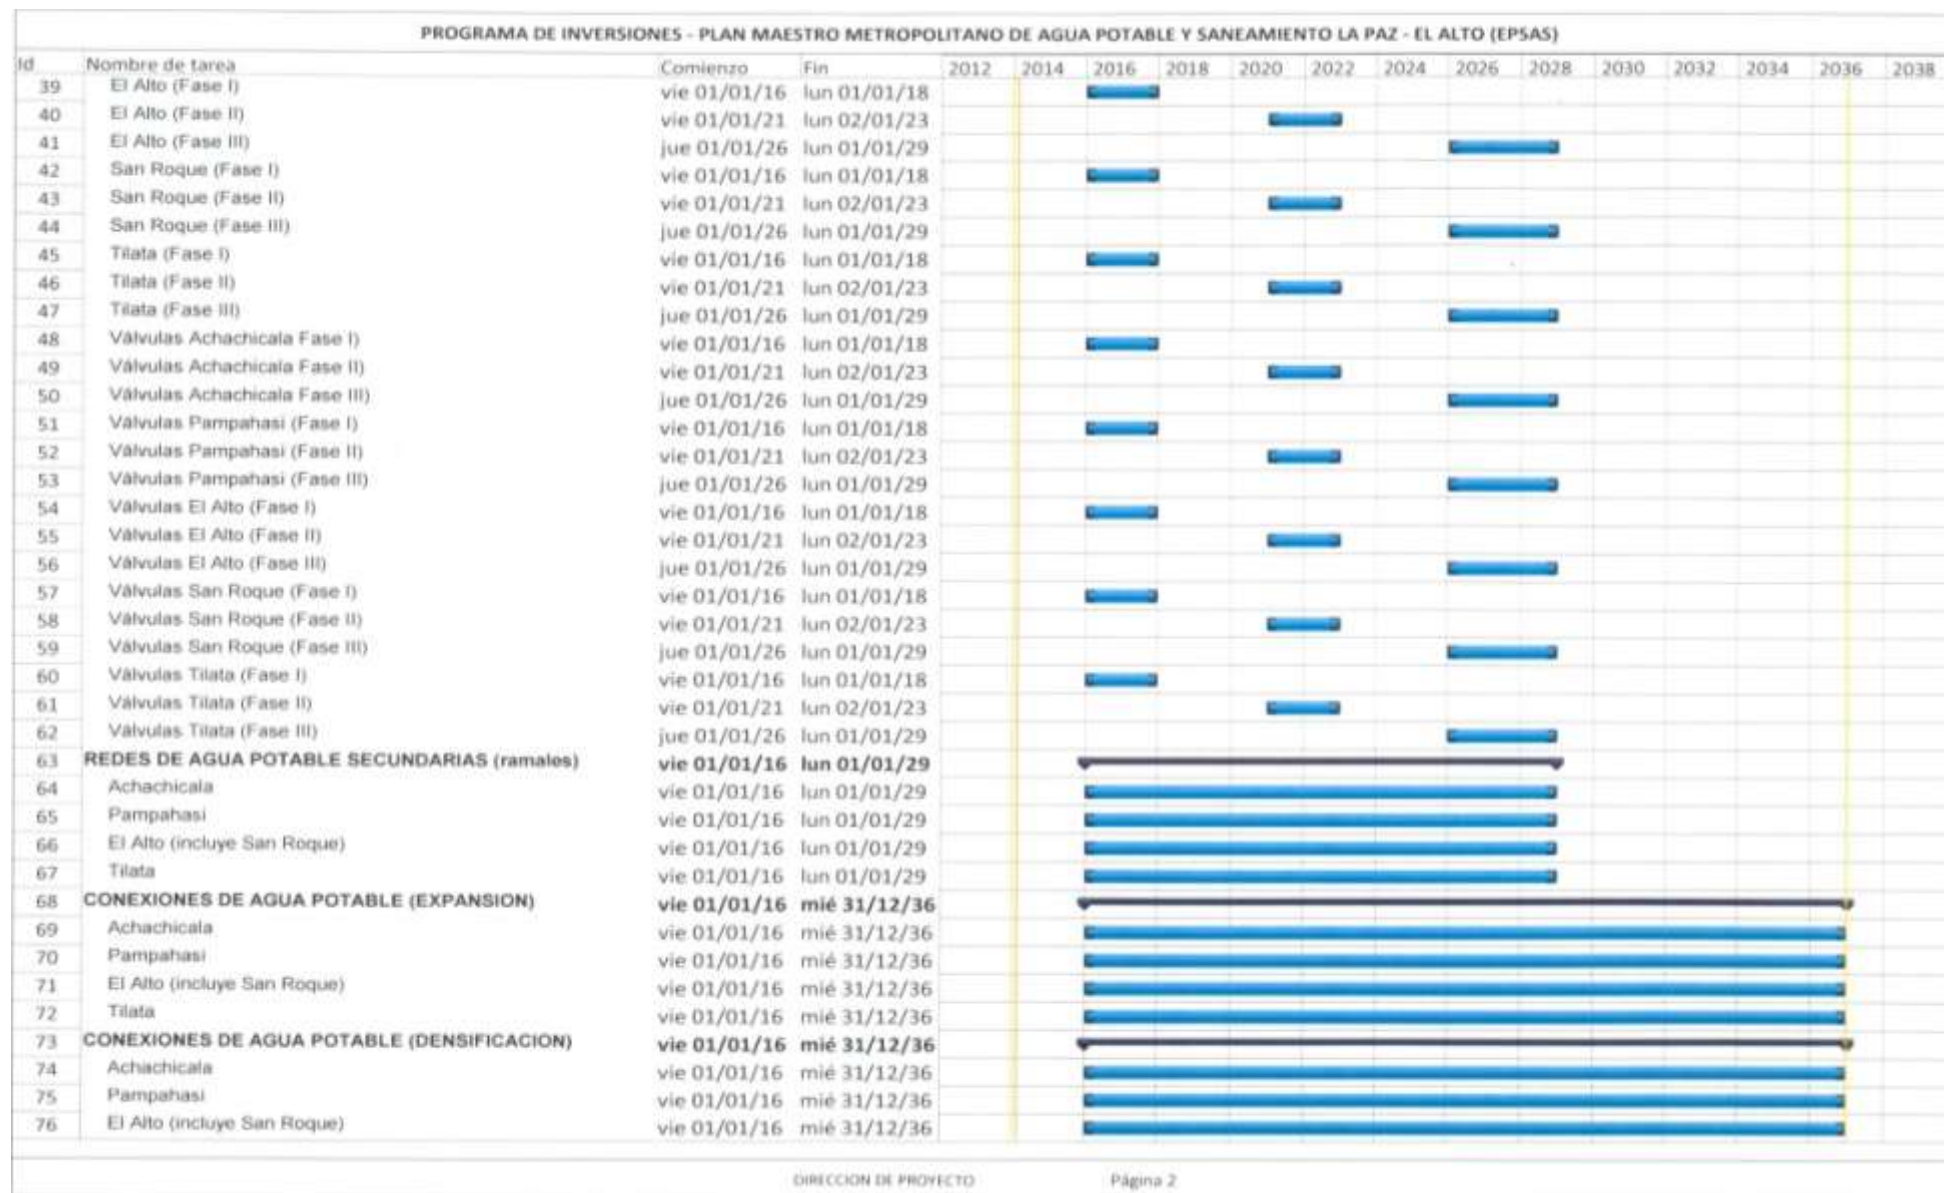 PROGRAMA DE INVERSIONES - PLAN MAESTRO METROPOLITANO DE AGUA POTABLE Y SANEAMIENTO LA PAZ - EL ALTO (EPSAS)
Id Nombre de tarea Comienzo Fin 2012 2014 2016 2018 2020 2022 2024 2026 2028 2030 2032 2034 2036 2038
39 El Alto (Fase I) vie 01/01/16 lun 01/01/18
40 El Alto (Fase II) vie 01/01/21 lun 02/01/23
41 El Alto (Fase III) jue 01/01/26 lun 01/01/29
42 San Roque (Fase I) vie 01/01/16 lun 01/01/18
43 San Roque (Fase II) vie 01/01/21 lun 02/01/23
44 San Roque (Fase III) jue 01/01/26 lun 01/01/29
45 Tilata (Fase I) vie 01/01/16 lun 01/01/18
46 Tilata (Fase II) vie 01/01/21 lun 02/01/23
47 Tilata (Fase III) jue 01/01/26 lun 01/01/29
48 Válvulas Achachicala Fase I) vie 01/01/16 lun 01/01/18
49 Válvulas Achachicala Fase II) vie 01/01/21 lun 02/01/23
50 Válvulas Achachicala Fase III) jue 01/01/26 lun 01/01/29
51 Válvulas Pampahasi (Fase I) vie 01/01/16 lun 01/01/18
52 Válvulas Pampahasi (Fase II) vie 01/01/21 lun 02/01/23
53 Válvulas Pampahasi (Fase III) jue 01/01/26 lun 01/01/29
54 Válvulas El Alto (Fase I) vie 01/01/16 lun 01/01/18
55 Válvulas El Alto (Fase II) vie 01/01/21 lun 02/01/23
56 Válvulas El Alto (Fase III) jue 01/01/26 lun 01/01/29
57 Válvulas San Roque (Fase I) vie 01/01/16 lun 01/01/18
58 Válvulas San Roque (Fase II) vie 01/01/21 lun 02/01/23
59 Válvulas San Roque (Fase III) jue 01/01/26 lun 01/01/29
60 Válvulas Tilata (Fase I) vie 01/01/16 lun 01/01/18
61 Válvulas Tilata (Fase II) vie 01/01/21 lun 02/01/23
62 Válvulas Tilata (Fase III) jue 01/01/26 lun 01/01/29
63 REDES DE AGUA POTABLE SECUNDARIAS (ramales) vie 01/01/16 lun 01/01/29
64 Achachicala vie 01/01/16 lun 01/01/29
65 Pampahasi vie 01/01/16 lun 01/01/29
66 El Alto (incluye San Roque) vie 01/01/16 lun 01/01/29
67 Tilata vie 01/01/16 lun 01/01/29
68 CONEXIONES DE AGUA POTABLE (EXPANSION) vie 01/01/16 mié 31/12/36
69 Achachicala vie 01/01/16 mié 31/12/36
70 Pampahasi vie 01/01/16 mié 31/12/36
71 El Alto (incluye San Roque) vie 01/01/16 mié 31/12/36
72 Tilata vie 01/01/16 mié 31/12/36
73 CONEXIONES DE AGUA POTABLE (DENSIFICACION) vie 01/01/16 mié 31/12/36
74 Achachicala vie 01/01/16 mié 31/12/36
75 Pampahasi vie 01/01/16 mié 31/12/36
76 El Alto (incluye San Roque) vie 01/01/16 mié 31/12/36
DIRECCION DE PROYECTO Página 2